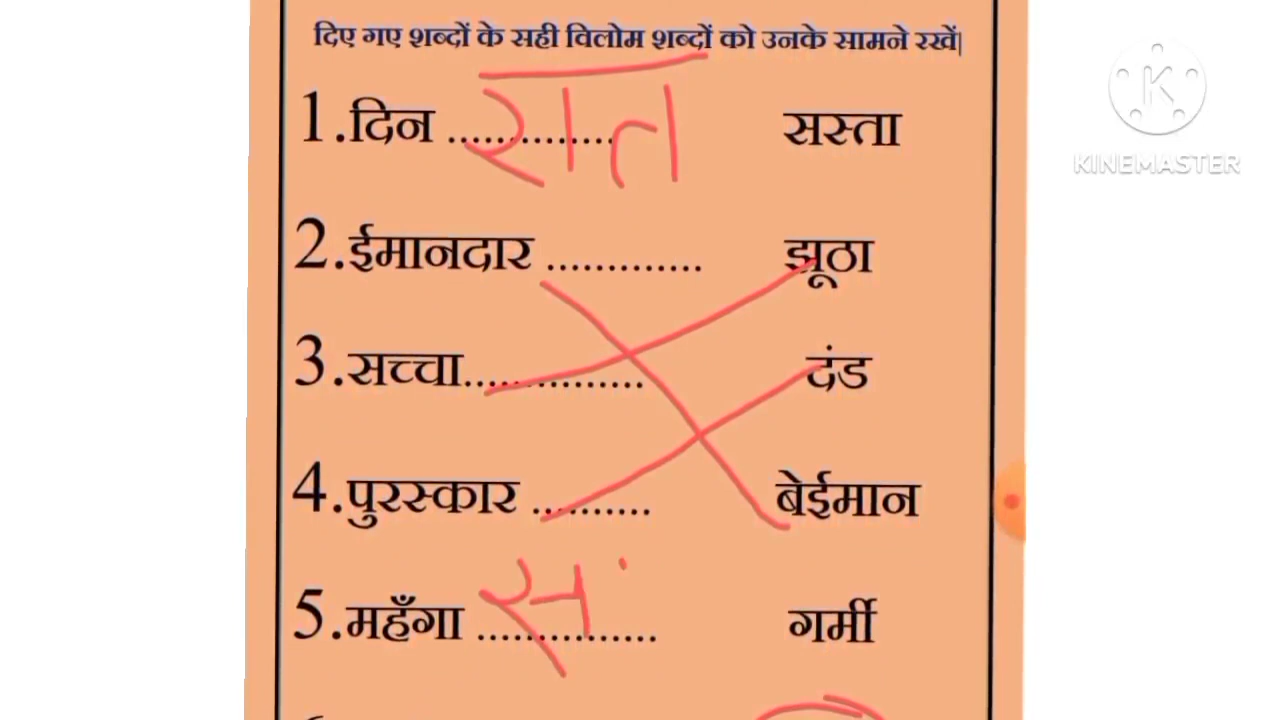 दिए गए शब्दों के सही विलोम शब्दों को उनके सामने रखें|
1.दिन ............. रात सस्ता
K
KINEMASTER
2.ईमानदार ............. झूठा
3.सच्चा............... दंड
4.पुरस्कार .......... बेईमान
5.महँगा ............... स गर्मी